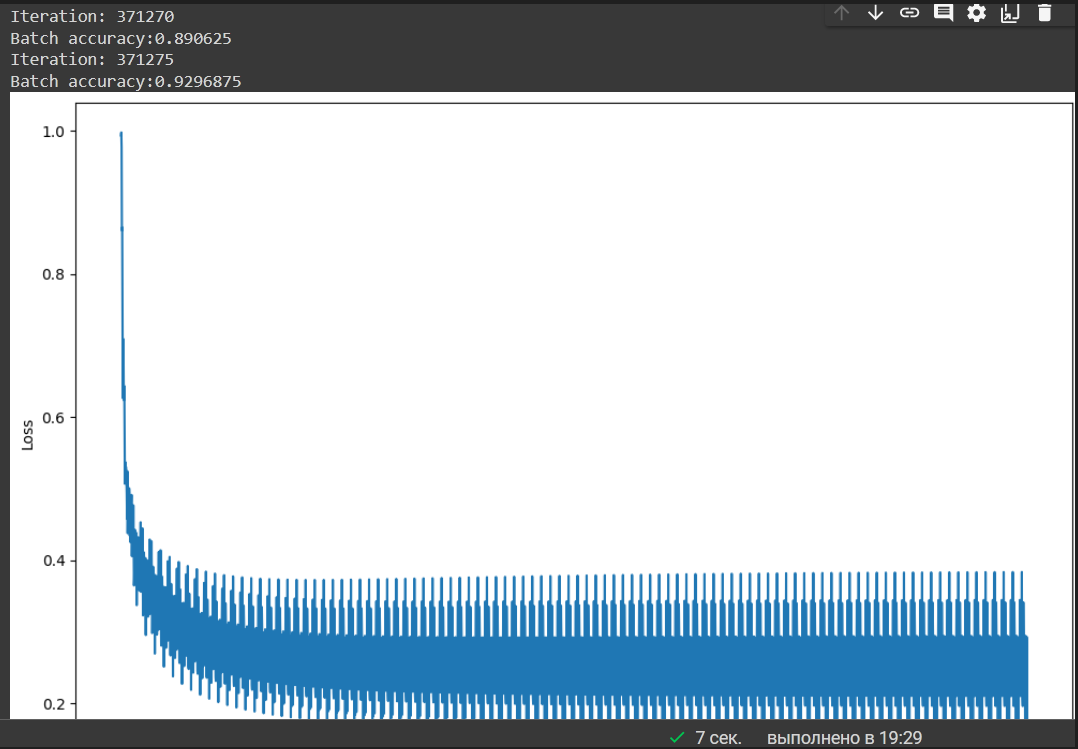 Iteration: 371270
Batch accuracy:0.890625
Iteration: 371275
Batch accuracy:0.9296875
1.0
0.8
0.6
Loss
0.4
0.2
7 сек. выполнено в 19:29